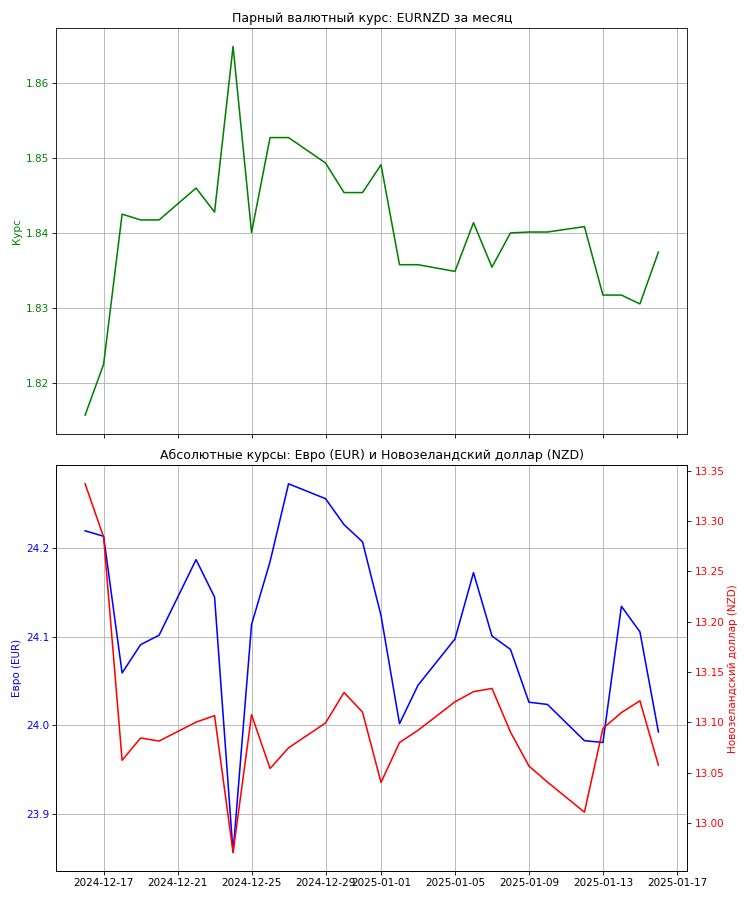 Парный валютный курс: EURNZD за месяц
1.86
1.85
1.84
1.83
1.82
Курс
Абсолютные курсы: Евро (EUR) и Новозеландский доллар (NZD)
24.2
24.1
24.0
23.9
Евро (EUR)
13.35
13.30
13.25
13.20
13.15
13.10
13.05
13.00
Новозеландский доллар (NZD)
2024-12-17 2024-12-21 2024-12-25 2024-12-29 2025-01-01 2025-01-05 2025-01-09 2025-01-13 2025-01-17